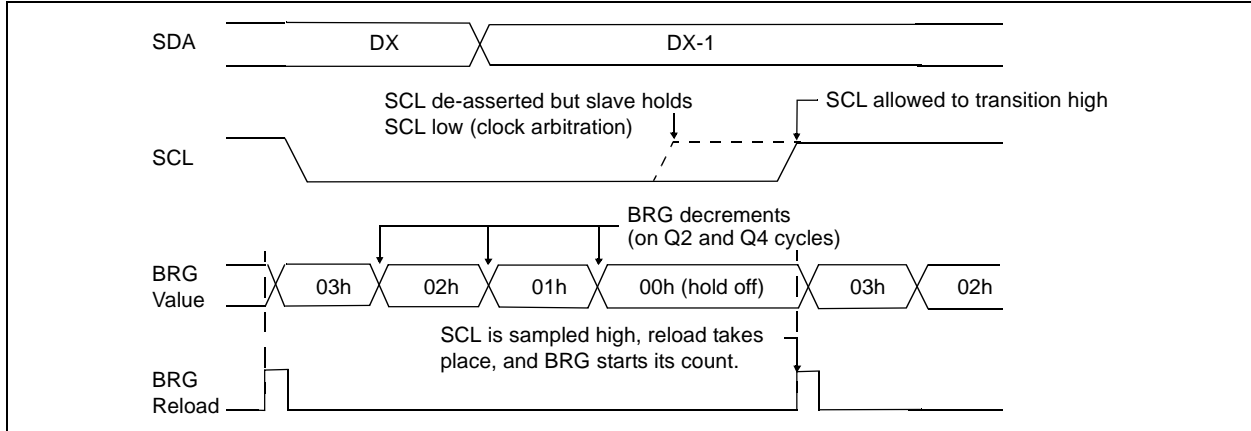 SDA
DX
DX-1
SCL de-asserted but slave holds
SCL low (clock arbitration)
SCL allowed to transition high
SCL
BRG decrements
(on Q2 and Q4 cycles)
BRG
Value
03h
02h
01h
00h (hold off)
03h
02h
SCL is sampled high, reload takes
place, and BRG starts its count.
BRG
Reload